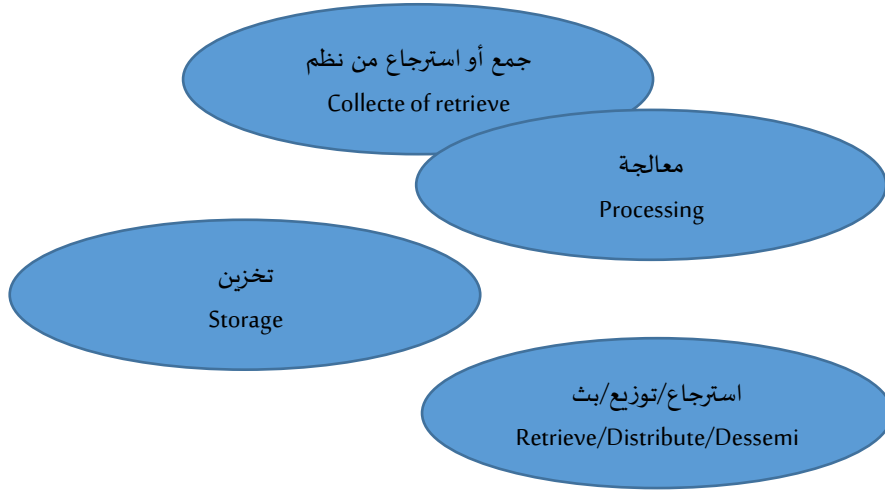 جمع أو استرجاع من نظم
Collecte of retrieve
معالجة
Processing
تخزين
Storage
استرجاع/توزيع/بث
Retrieve/Distribute/Dessemi